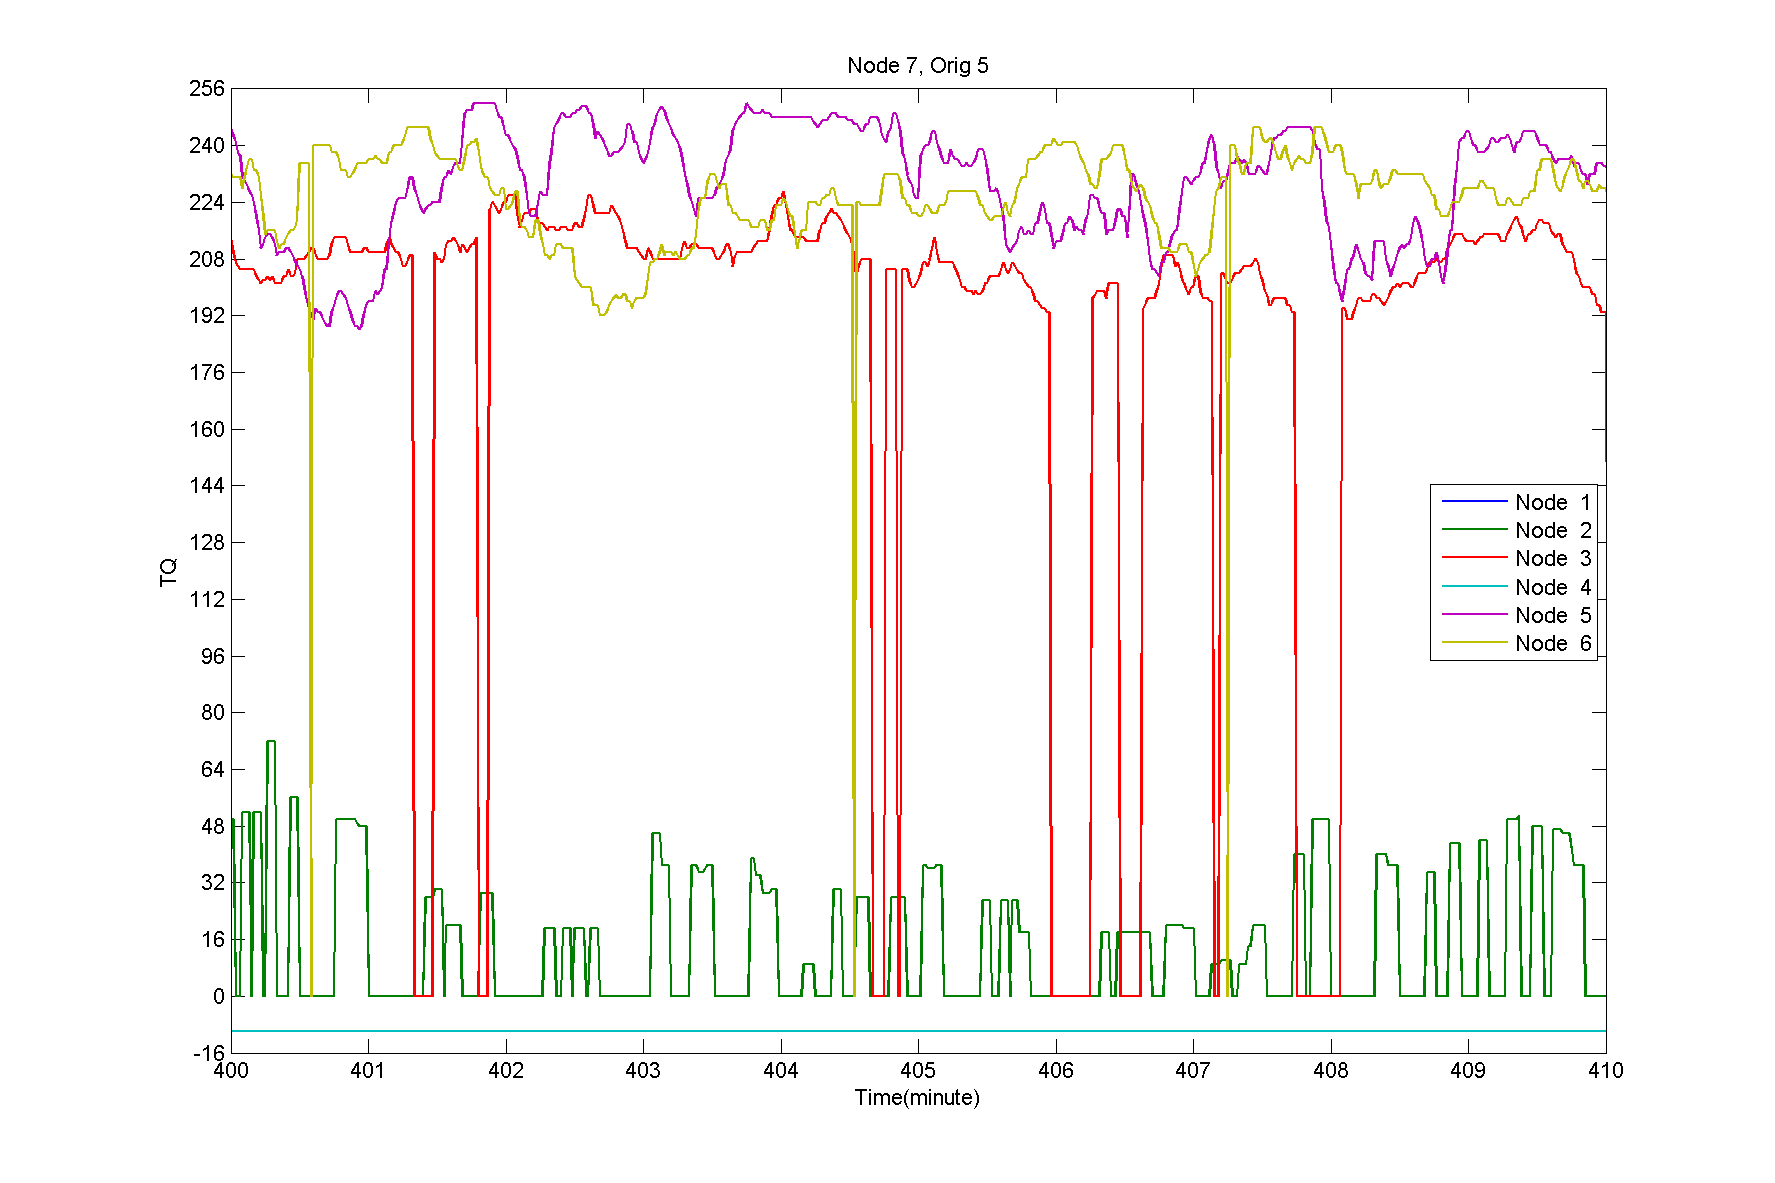 Node 7, Orig 5
256
240
224
208
192
176
160
144
128
112
96
80
64
48
32
16
0
-16
TQ
400 401 402 403 404 405 406 407 408 409 410
Time(minute)
Node 1
Node 2
Node 3
Node 4
Node 5
Node 6